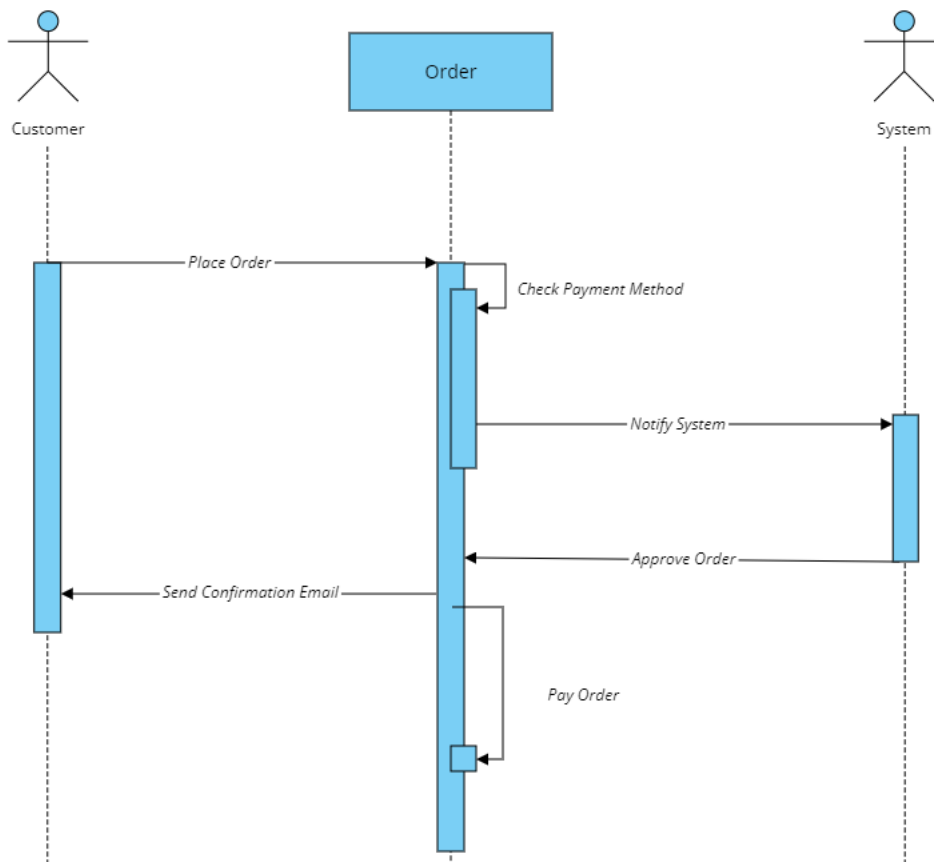 Order
Customer
System
Place Order
Check Payment Method
Notify System
Approve Order
Send Confirmation Email
Pay Order